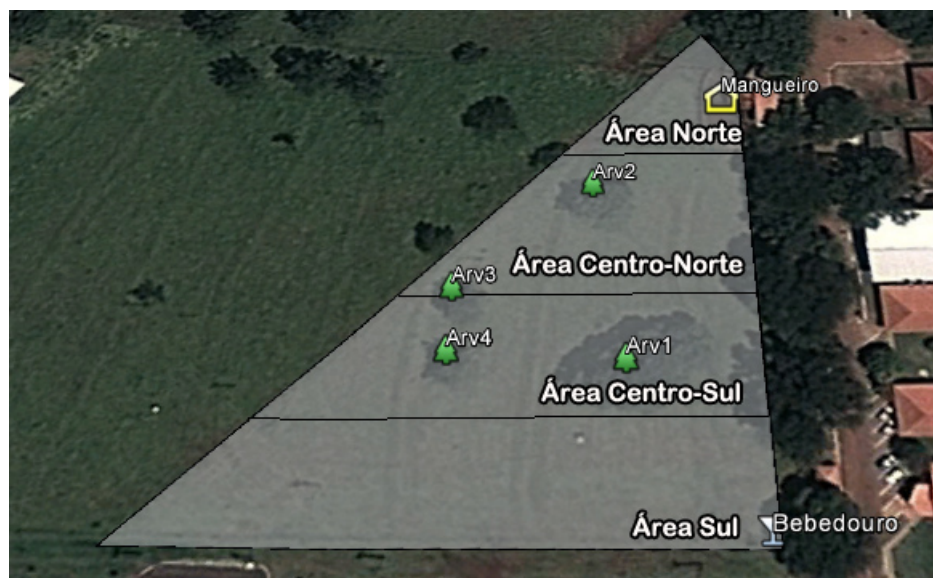 Mangueiro
Área Norte
Arv2
Área Centro-Norte
Arv3
Arv4
Arv1
Área Centro-Sul
Área Sul
Bebedouro